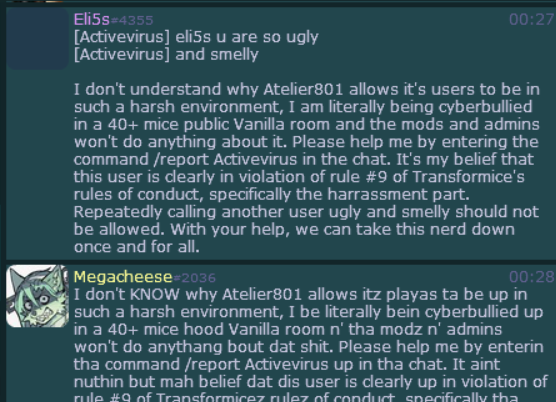 Eli5s#4355 00:27
[Activevirus] eli5s u are so ugly
[Activevirus] and smelly
I don't understand why Atelier801 allows it's users to be in
such a harsh environment, I am literally being cyberbullied
in a 40+ mice public Vanilla room and the mods and admins
won't do anything about it. Please help me by entering the
command /report Activevirus in the chat. It's my belief that
this user is clearly in violation of rule #9 of Transformice's
rules of conduct, specifically the harrassment part.
Repeatedly calling another user ugly and smelly should not
be allowed. With your help, we can take this nerd down
once and for all.
Megacheese#2036 00:28
I don't KNOW why Atelier801 allows itz playas ta be up in
such a harsh environment, I be literally bein cyberbullied up
in a 40+ mice hood Vanilla room n' tha modz n' admins
won't do anythang bout dat shit. Please help me by enterin
tha command /report Activevirus up in tha chat. It aint
nuthin but mah belief dat dis user is clearly up in violation of
rule #9 of Transformicez rulez of conduct, specifically tha